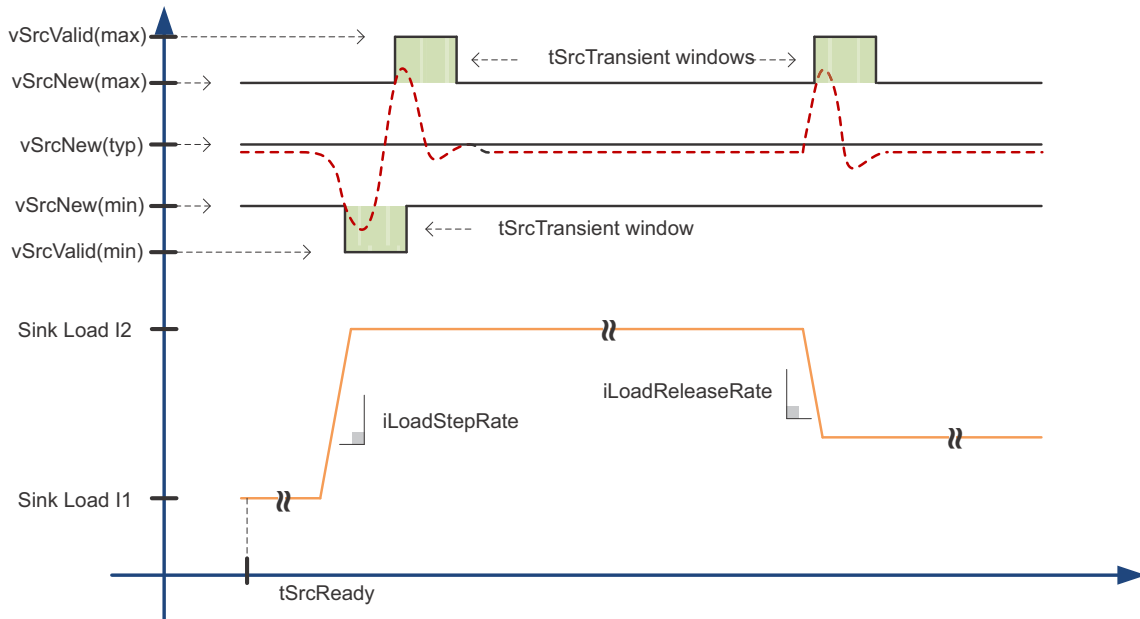 vSrcValid(max)
tSrcTransient windows
vSrcNew(max)
vSrcNew(typ)
vSrcNew(min)
tSrcTransient window
vSrcValid(min)
Sink Load I2
iLoadReleaseRate
iLoadStepRate
Sink Load I1
tSrcReady